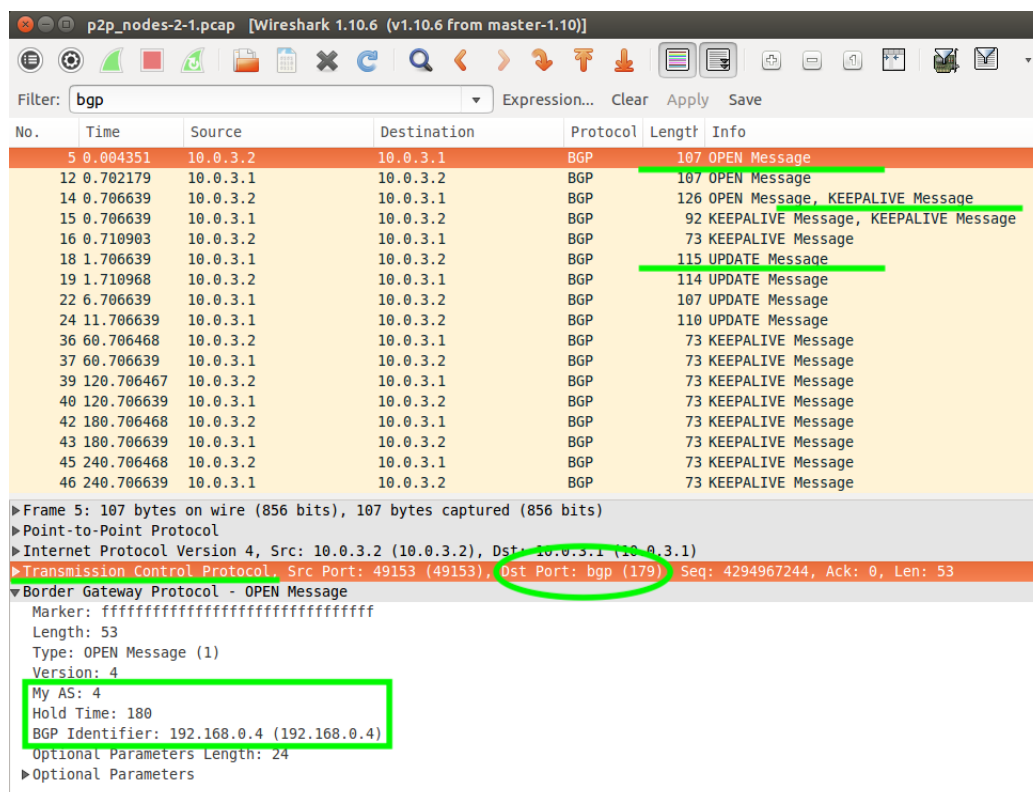 p2p_nodes-2-1.pcap [Wireshark 1.10.6 (v1.10.6 from master-1.10)]
Filter: bgp Expression... Clear Apply Save
No. Time Source Destination Protocol Length Info
5 0.004351 10.0.3.2 10.0.3.1 BGP 107 OPEN Message
12 0.702179 10.0.3.1 10.0.3.2 BGP 107 OPEN Message
14 0.706639 10.0.3.1 10.0.3.2 BGP 126 OPEN Message, KEEPALIVE Message
15 0.706639 10.0.3.1 10.0.3.2 BGP 92 KEEPALIVE Message, KEEPALIVE Message
16 0.710903 10.0.3.2 10.0.3.1 BGP 73 KEEPALIVE Message
18 1.706639 10.0.3.1 10.0.3.2 BGP 115 UPDATE Message
19 1.710968 10.0.3.2 10.0.3.1 BGP 114 UPDATE Message
22 6.706639 10.0.3.1 10.0.3.2 BGP 107 UPDATE Message
24 11.706639 10.0.3.1 10.0.3.2 BGP 110 UPDATE Message
36 60.706468 10.0.3.2 10.0.3.1 BGP 73 KEEPALIVE Message
37 60.706639 10.0.3.1 10.0.3.2 BGP 73 KEEPALIVE Message
39 120.706467 10.0.3.2 10.0.3.1 BGP 73 KEEPALIVE Message
40 120.706639 10.0.3.1 10.0.3.2 BGP 73 KEEPALIVE Message
42 180.706468 10.0.3.2 10.0.3.1 BGP 73 KEEPALIVE Message
43 180.706639 10.0.3.1 10.0.3.2 BGP 73 KEEPALIVE Message
45 240.706468 10.0.3.2 10.0.3.1 BGP 73 KEEPALIVE Message
46 240.706639 10.0.3.1 10.0.3.2 BGP 73 KEEPALIVE Message
Frame 5: 107 bytes on wire (856 bits), 107 bytes captured (856 bits)
Point-to-Point Protocol
Internet Protocol Version 4, Src: 10.0.3.2 (10.0.3.2), Dst: 10.0.3.1 (10.0.3.1)
Transmission Control Protocol, Src Port: 49153 (49153), Dst Port: bgp (179) Seq: 4294967244, Ack: 0, Len: 53
Border Gateway Protocol - OPEN Message
Marker: ffffffffffffffffffffffffffffffff
Length: 53
Type: OPEN Message (1)
Version: 4
My AS: 4
Hold Time: 180
BGP Identifier: 192.168.0.4 (192.168.0.4)
Optional Parameters Length: 24
Optional Parameters